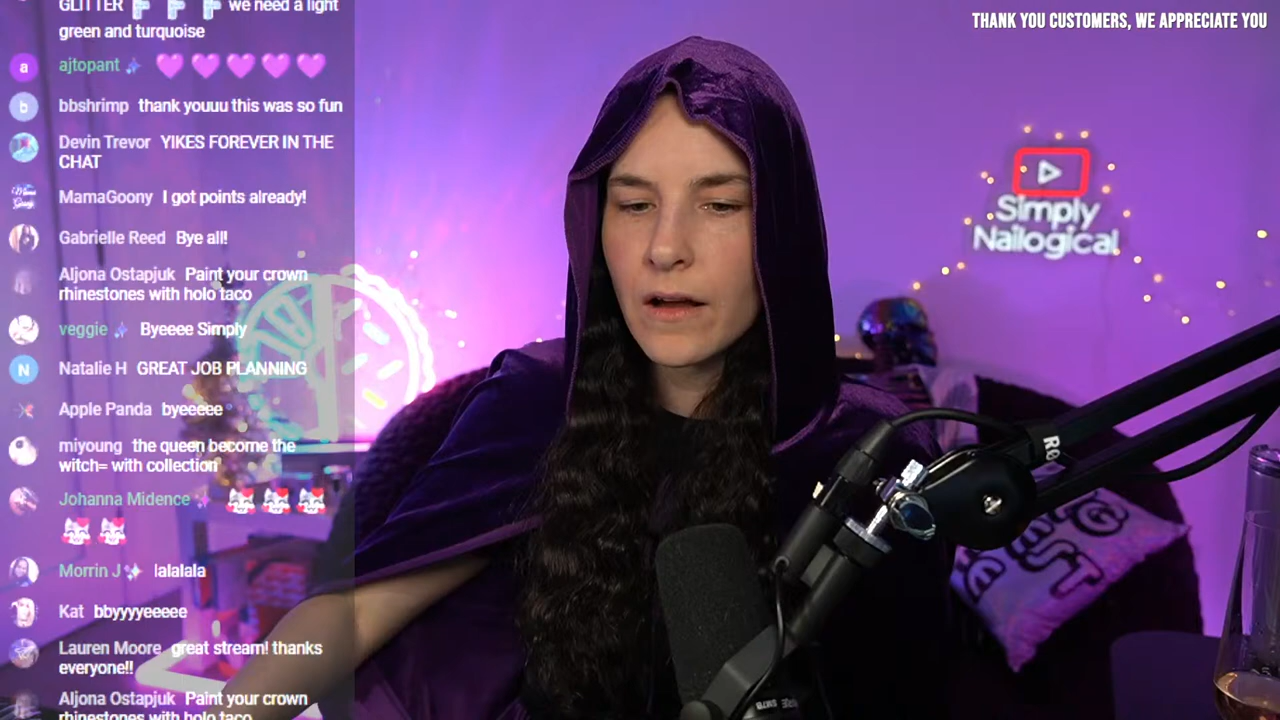 THANK YOU CUSTOMERS, WE APPRECIATE YOU
GLITTER we need a light
green and turquoise
a
ajtopant
b
bbshrimp thank youuu this was so fun
Devin Trevor YIKES FOREVER IN THE
CHAT
MamaGoony I got points already!
Gabrielle Reed Bye all!
Aljona Ostapjuk Paint your crown
rhinestones with holo taco
veggie Byeeee Simply
N
Natalie H GREAT JOB PLANNING
Apple Panda byeeeee
miyoung the queen become the
witch= with collection
Johanna Midence
Morrin J lalalala
Kat bbyyyyeeeee
Lauren Moore great stream! thanks
everyone!!
Aljona Ostapjuk Paint your crown
rhinestones with holo taco
Simply
Nailogical